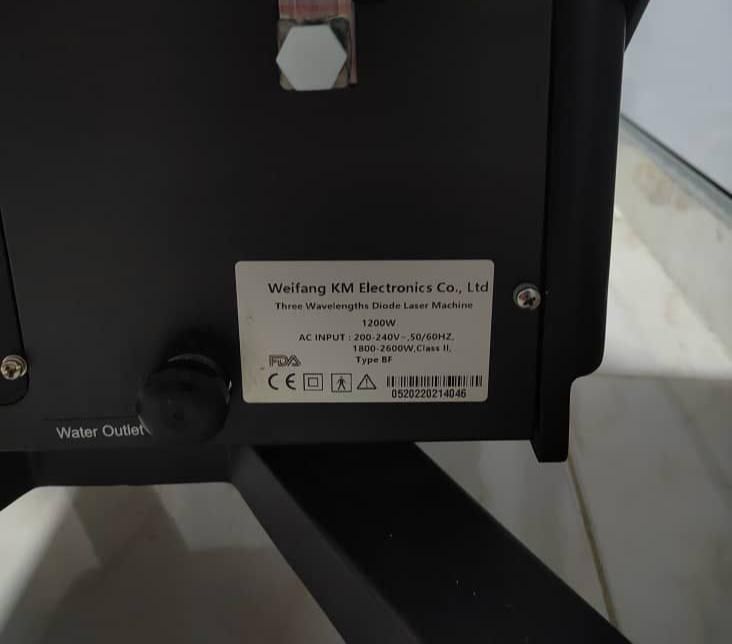 Weifang KM Electronics Co., Ltd
Three Wavelengths Diode Laser Machine
1200W
AC INPUT : 200-240V~,50/60HZ,
1800-2600W,Class II,
Type BF
FDA
CE
0520220214046
Water Outlet